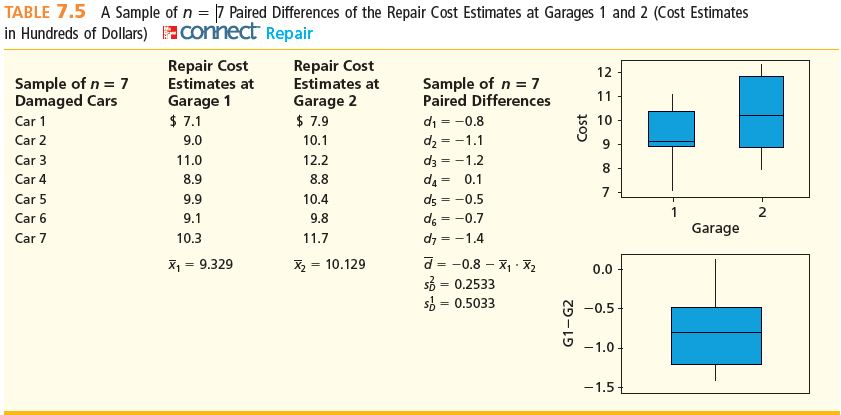 TABLE 7.5 A Sample of n = |7 Paired Differences of the Repair Cost Estimates at Garages 1 and 2 (Cost Estimates
in Hundreds of Dollars) connect Repair
Sample of n = 7 Damaged Cars
Repair Cost Estimates at Garage 1
Repair Cost Estimates at Garage 2
Sample of n = 7 Paired Differences
Car 1 $ 7.1 $ 7.9 d₁ = −0.8
Car 2 9.0 10.1 d₂ = −1.1
Car 3 11.0 12.2 d₃ = −1.2
Car 4 8.9 8.8 d₄ = 0.1
Car 5 9.9 10.4 d₅ = −0.5
Car 6 9.1 9.8 d₆ = −0.7
Car 7 10.3 11.7 d₇ = −1.4
x̅₁ = 9.329 x̅₂ = 10.129 d̅ = −0.8 − x̅₁ · x̅₂
s²D = 0.2533
s¹D = 0.5033
Cost
12
11
10
9
8
7
1 2
Garage
G1−G2
0.0
−0.5
−1.0
−1.5